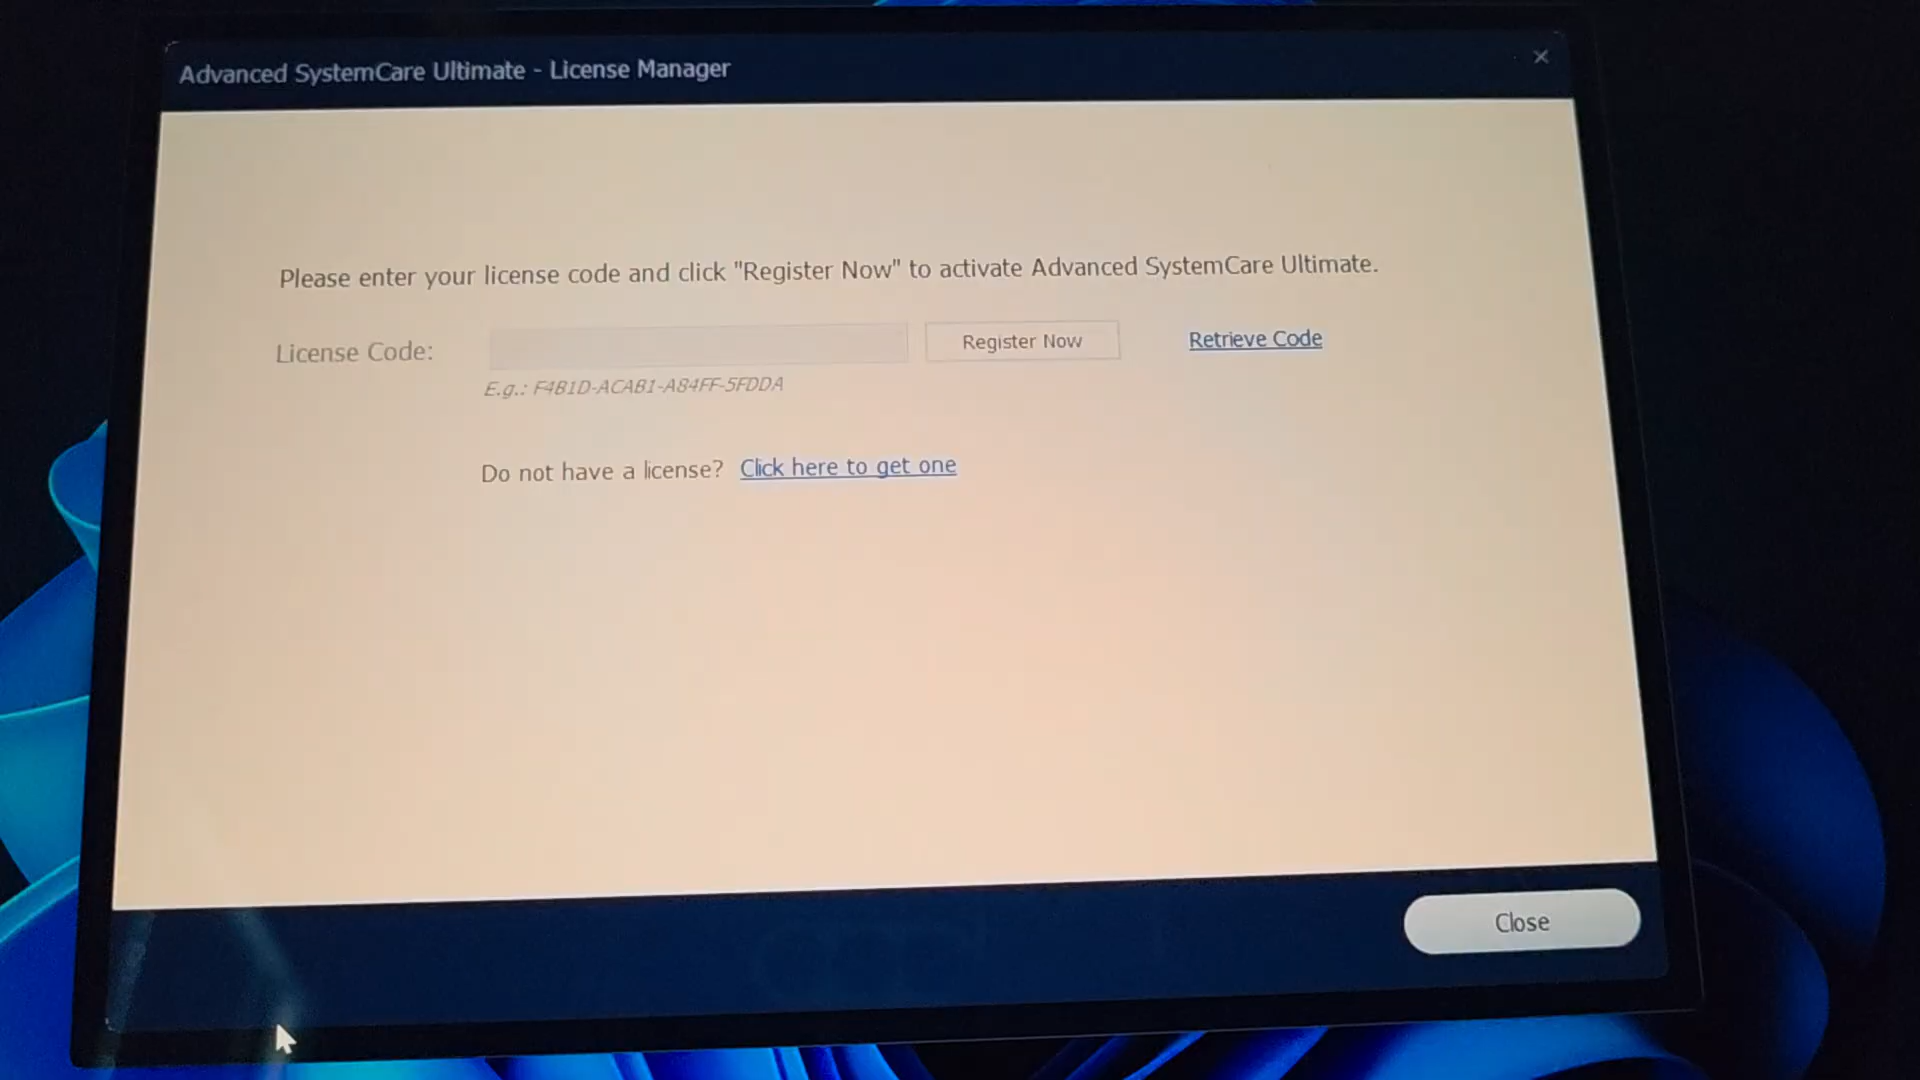 Advanced SystemCare Ultimate - License Manager
Please enter your license code and click "Register Now" to activate Advanced SystemCare Ultimate.
License Code:
Register Now
Retrieve Code
E.g.: F4B1D-ACAB1-A84FF-5FDDA
Do not have a license? Click here to get one
Close